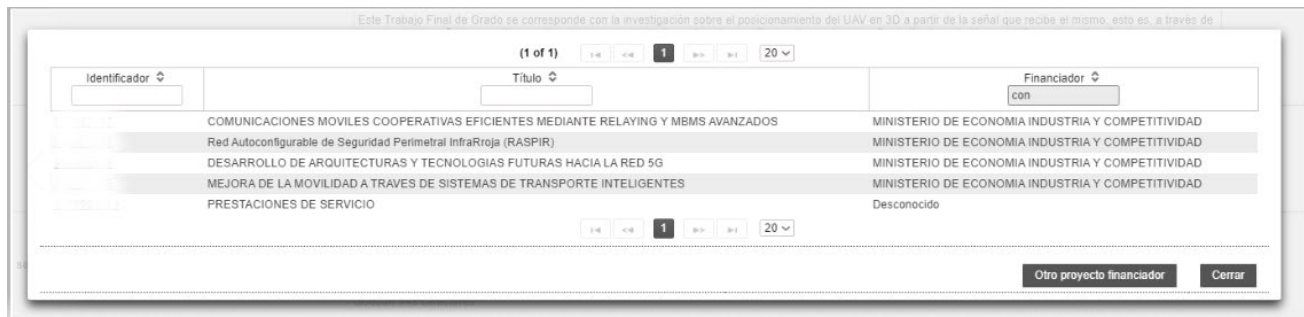 Este Trabajo Final de Grado se corresponde con la investigación sobre el posicionamiento del UAV en 3D a partir de la señal que recibe el mismo, esto es, a través de
(1 of 1) 1 20
Identificador Título Financiador
con
COMUNICACIONES MOVILES COOPERATIVAS EFICIENTES MEDIANTE RELAYING Y MBMS AVANZADOS MINISTERIO DE ECONOMIA INDUSTRIA Y COMPETITIVIDAD
Red Autoconfigurable de Seguridad Perimetral InfraRroja (RASPIR) MINISTERIO DE ECONOMIA INDUSTRIA Y COMPETITIVIDAD
DESARROLLO DE ARQUITECTURAS Y TECNOLOGIAS FUTURAS HACIA LA RED 5G MINISTERIO DE ECONOMIA INDUSTRIA Y COMPETITIVIDAD
MEJORA DE LA MOVILIDAD A TRAVES DE SISTEMAS DE TRANSPORTE INTELIGENTES MINISTERIO DE ECONOMIA INDUSTRIA Y COMPETITIVIDAD
PRESTACIONES DE SERVICIO Desconocido
1 20
Otro proyecto financiador Cerrar